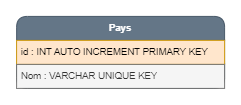 Pays
id : INT AUTO INCREMENT PRIMARY KEY
Nom : VARCHAR UNIQUE KEY